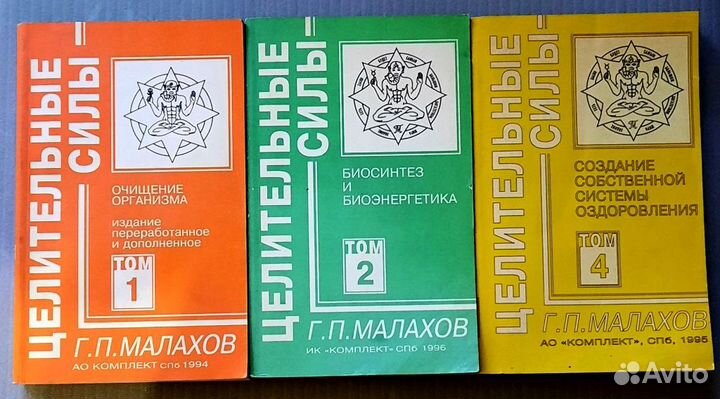 ЦЕЛИТЕЛЬНЫЕ
СИЛЫ
ОЧИЩЕНИЕ
ОРГАНИЗМА
издание
переработанное
и дополненное
ТОМ
1
Г.П.МАЛАХОВ
АО КОМПЛЕКТ СПб 1994
ЦЕЛИТЕЛЬНЫЕ
СИЛЫ
БИОСИНТЕЗ
И
БИОЭНЕРГЕТИКА
ТОМ
2
Г.П.МАЛАХОВ
ИК «КОМПЛЕКТ» СПб 1996
ЦЕЛИТЕЛЬНЫЕ
СИЛЫ
СОЗДАНИЕ
СОБСТВЕННОЙ
СИСТЕМЫ
ОЗДОРОВЛЕНИЯ
ТОМ
4
Г.П.МАЛАХОВ
АО «КОМПЛЕКТ», СПб, 1995
Avito